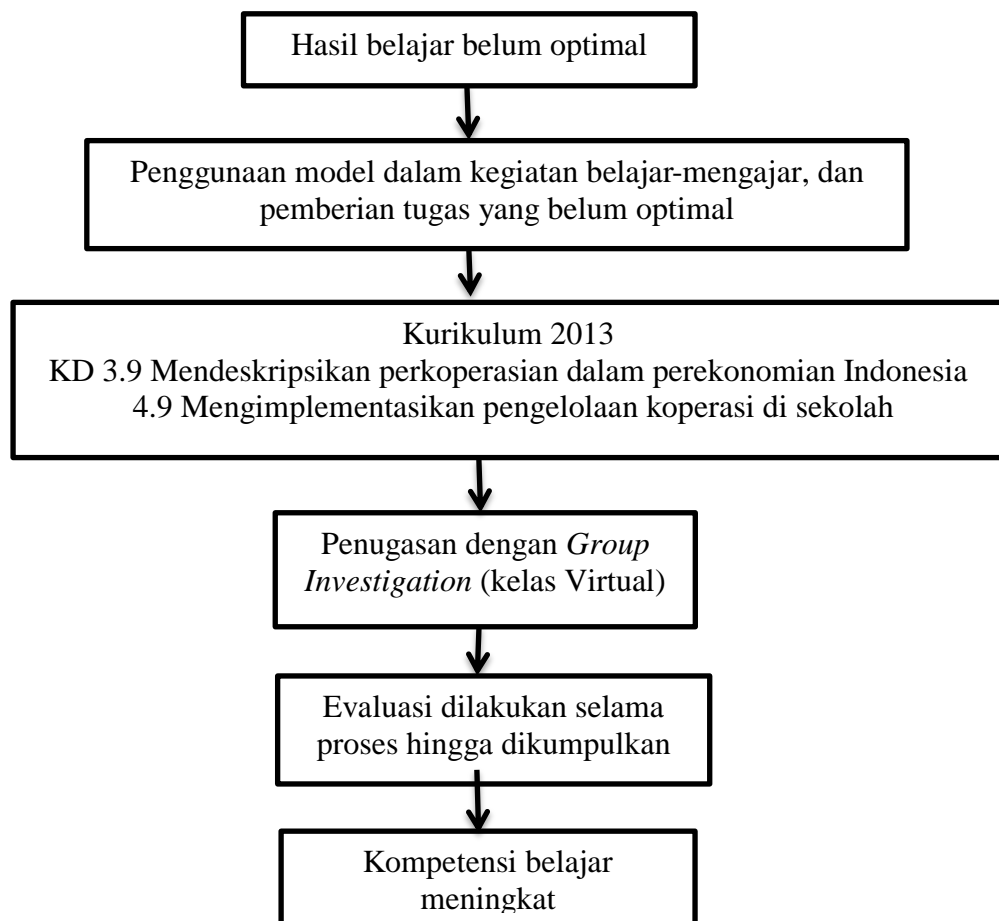 Hasil belajar belum optimal
Penggunaan model dalam kegiatan belajar-mengajar, dan
pemberian tugas yang belum optimal
Kurikulum 2013
KD 3.9 Mendeskripsikan perkoperasian dalam perekonomian Indonesia
4.9 Mengimplementasikan pengelolaan koperasi di sekolah
Penugasan dengan Group
Investigation (kelas Virtual)
Evaluasi dilakukan selama
proses hingga dikumpulkan
Kompetensi belajar
meningkat